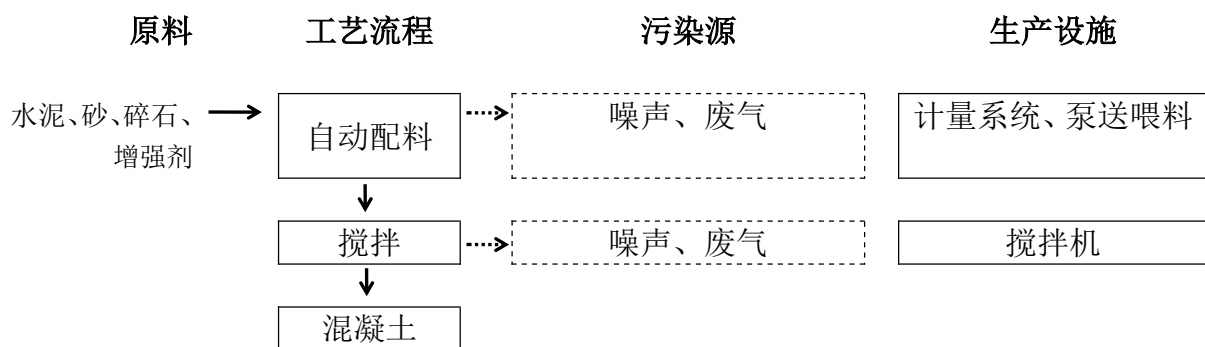 原料 工艺流程 污染源 生产设施
水泥、砂、碎石、
增强剂
自动配料
噪声、废气
计量系统、泵送喂料
搅拌
噪声、废气
搅拌机
混凝土